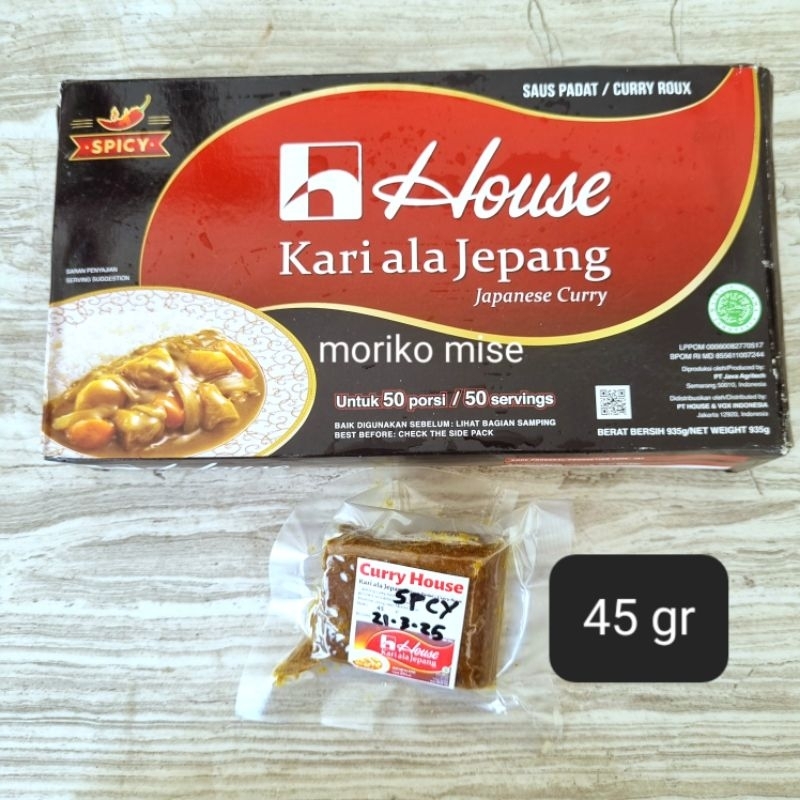 SAUS PADAT / CURRY ROUX
SPICY
House
Kari ala Jepang
Japanese Curry
SARAN PENYAJIAN
SERVING SUGGESTION
moriko mise
Untuk 50 porsi / 50 servings
BAIK DIGUNAKAN SEBELUM: LIHAT BAGIAN SAMPING
BEST BEFORE: CHECK THE SIDE PACK
LPPOM 00060082770517
BPOM RI MD 855611007244
Diproduksi oleh/Produced by:
PT Java Agritech
Semarang 50010, Indonesia
Didistribusikan oleh/Distributed by:
PT HOUSE & VOX INDONESIA
Jakarta 12920, Indonesia
BERAT BERSIH 935g/NET WEIGHT 935g
Curry House
Kari ala Jepang
SPCY
21-3-25
House
Kari ala Jepang
45 gr